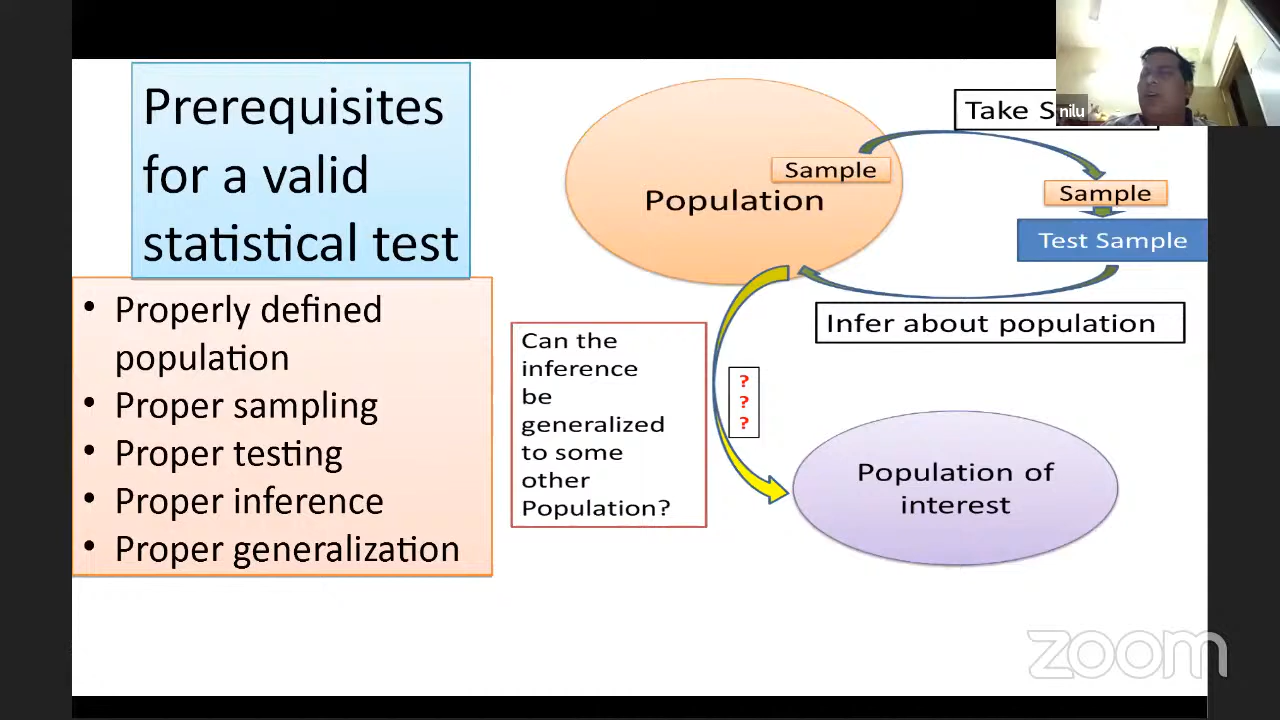 Prerequisites
for a valid
statistical test
• Properly defined
population
• Proper sampling
• Proper testing
• Proper inference
• Proper generalization
Sample
Population
Take S
nilu
Sample
Test Sample
Infer about population
Can the
inference
be
generalized
to some
other
Population?
?
?
?
Population of
interest
zoom